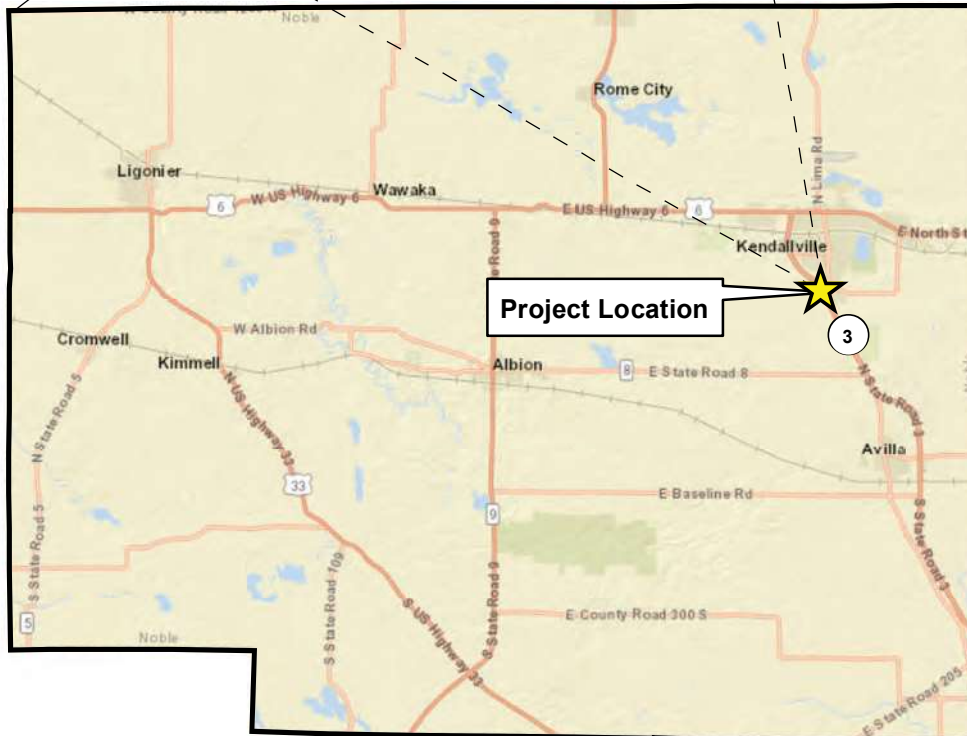 Noble
Rome City
N Lima Rd
Ligonier
Wawaka
W US Highway 6
6
E US Highway 6
6
E North St
Kendallville
State Road 9
Project Location
3
W Albion Rd
Cromwell
Kimmell
Albion
8
E State Road 8
N State Road 5
N US Highway 33
N State Road 3
Avilla
33
E Baseline Rd
9
S State Road 5
S State Road 109
S US Highway 33
S State Road 9
S State Road 3
E County Road 300 S
5
Noble
E State Road 205